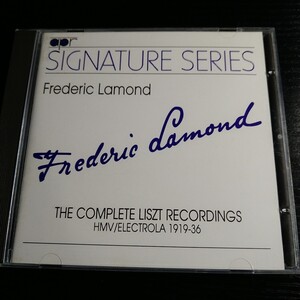 apr
SIGNATURE SERIES
Frederic Lamond
Frederic Lamond
THE COMPLETE LISZT RECORDINGS
HMV/ELECTROLA 1919-36